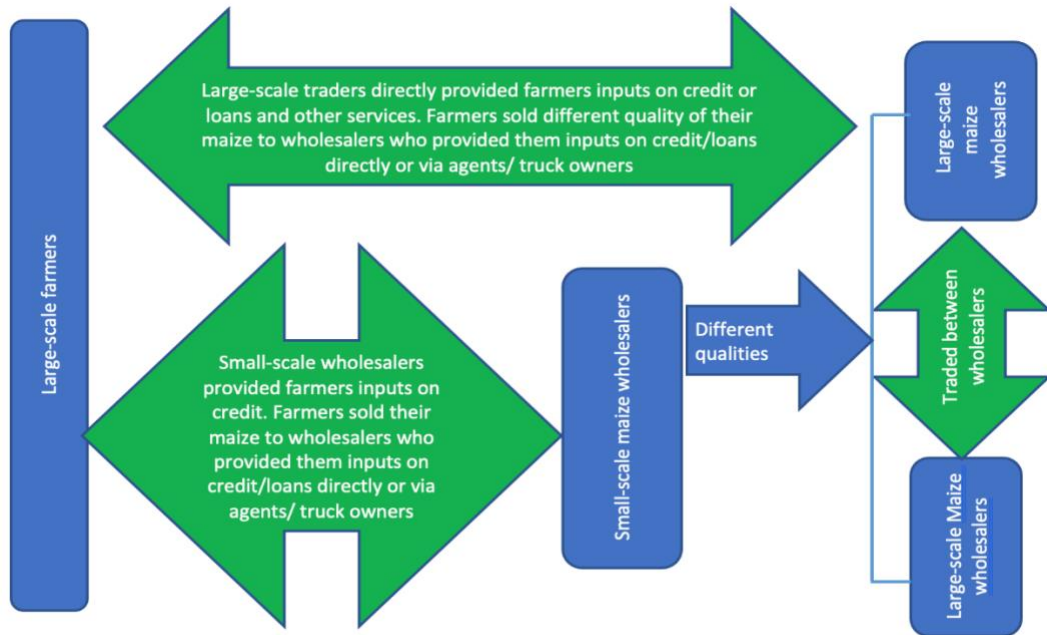 Large-scale farmers
Large-scale traders directly provided farmers inputs on credit or
loans and other services. Farmers sold different quality of their
maize to wholesalers who provided them inputs on credit/loans
directly or via agents/ truck owners
Small-scale wholesalers
provided farmers inputs on
credit. Farmers sold their
maize to wholesalers who
provided them inputs on
credit/loans directly or via
agents/ truck owners
Small-scale maize wholesalers
Different
qualities
Large-scale
maize
wholesalers
Traded between
wholesalers
Large-scale Maize
wholesalers